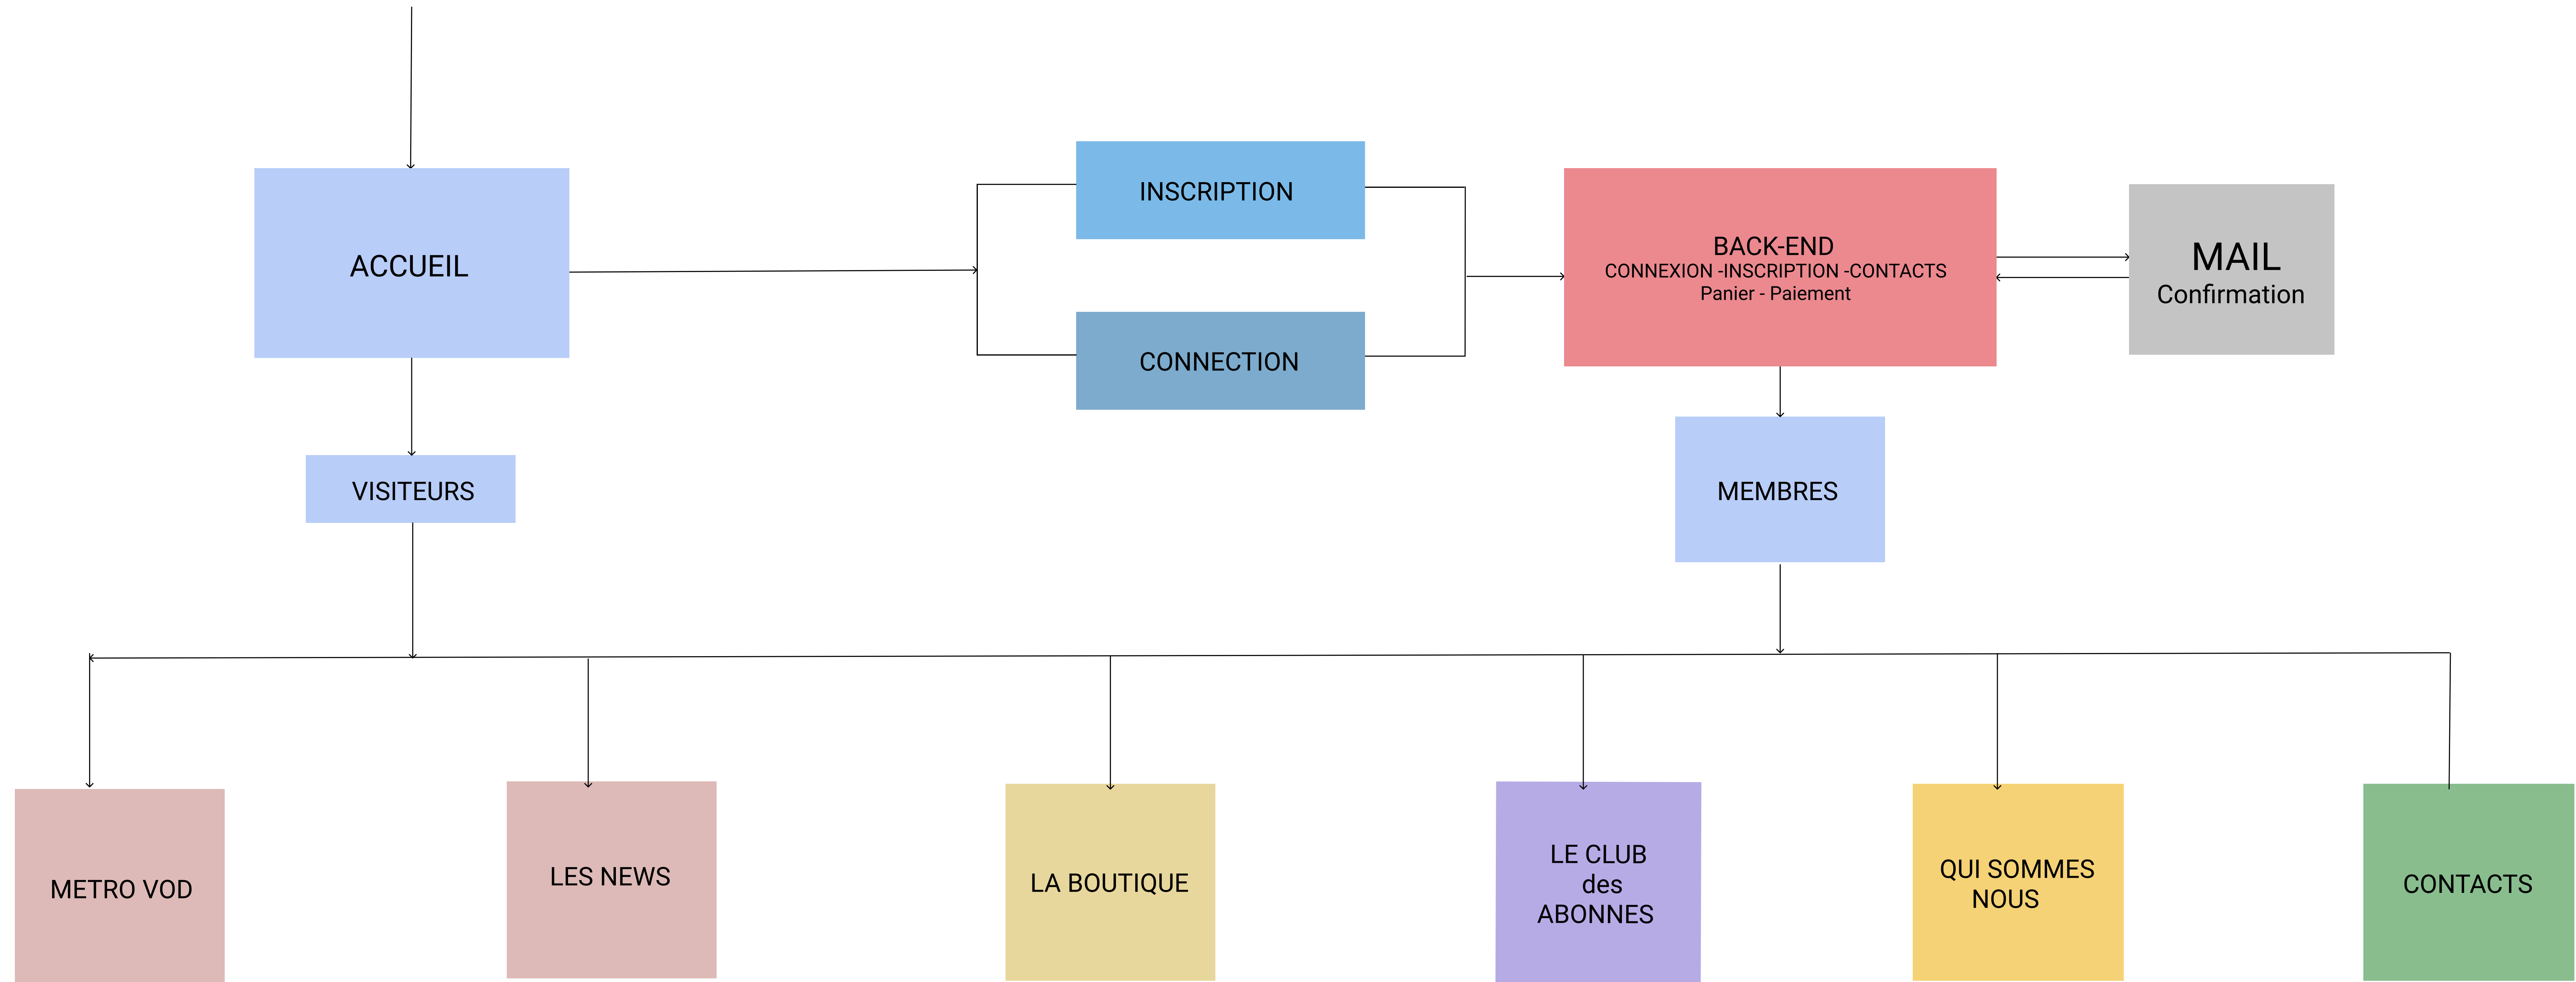 INSCRIPTION
ACCUEIL
CONNECTION
BACK-END
CONNEXION -INSCRIPTION -CONTACTS
Panier - Paiement
MAIL
Confirmation
VISITEURS
MEMBRES
METRO VOD
LES NEWS
LA BOUTIQUE
LE CLUB
des
ABONNES
QUI SOMMES
NOUS
CONTACTS